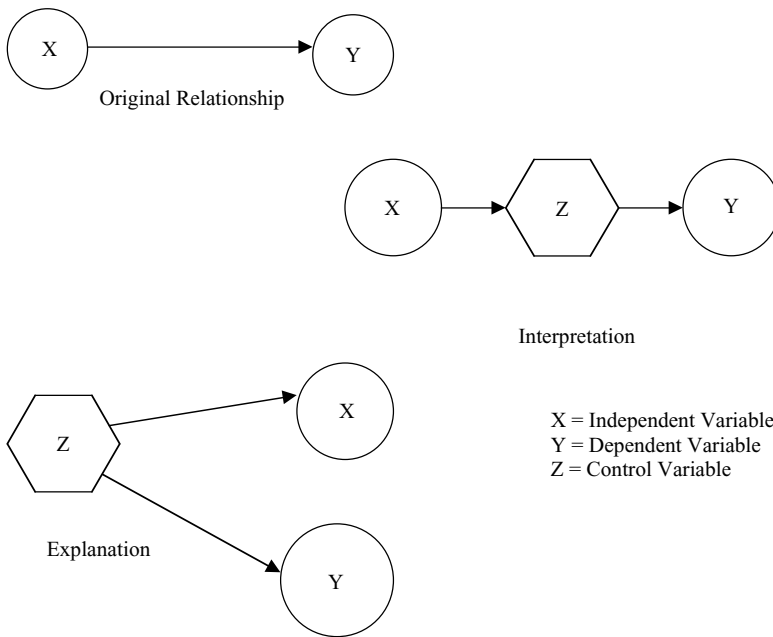 X
Y
Original Relationship
X
Z
Y
Interpretation
Z
X
Y
Explanation
X = Independent Variable
Y = Dependent Variable
Z = Control Variable